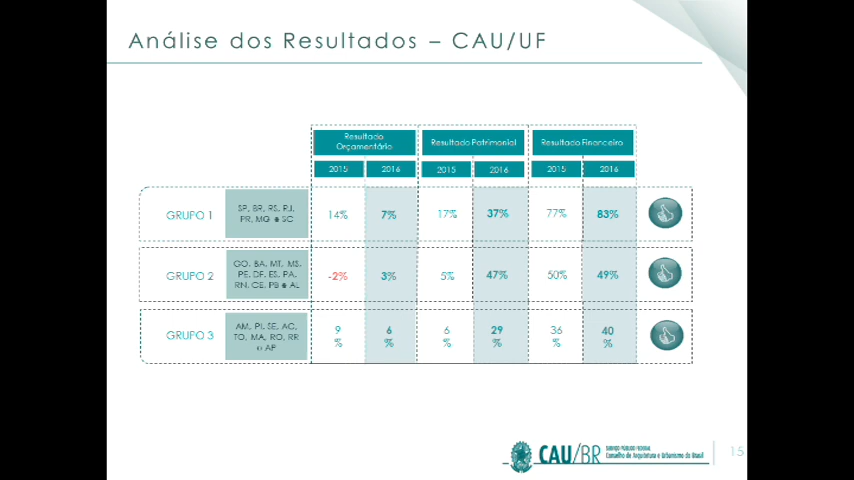 Análise dos Resultados – CAU/UF
Resultado
Orçamentário
Resultado Patrimonial
Resultado Financeiro
2015
2016
2015
2016
2015
2016
GRUPO 1
SP, BR, RS, RJ,
PR, MG e SC
14%
7%
17%
37%
77%
83%
GRUPO 2
GO, BA, MT, MS,
PE, DF, ES, PA,
RN, CE, PB e AL
-2%
3%
5%
47%
50%
49%
GRUPO 3
AM, PI, SE, AC,
TO, MA, RO, RR
e AP
9
%
6
%
6
%
29
%
36
%
40
%
CAU/BR
SERVIÇO PÚBLICO FEDERAL
Conselho de Arquitetura e Urbanismo do Brasil
15